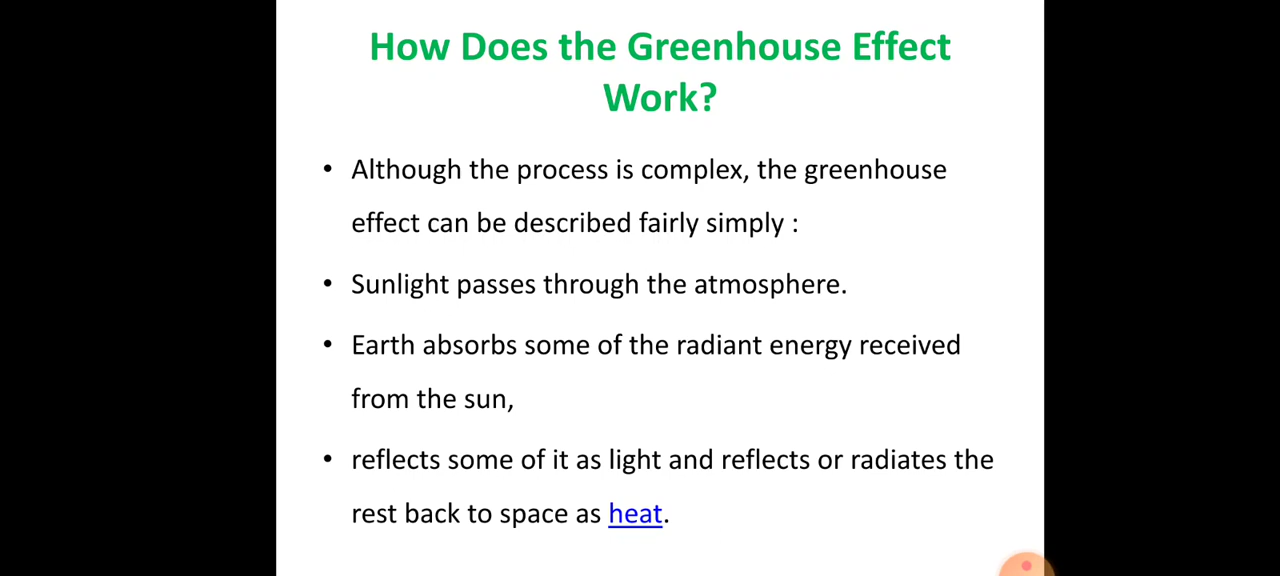 How Does the Greenhouse Effect
Work?
• Although the process is complex, the greenhouse
effect can be described fairly simply :
• Sunlight passes through the atmosphere.
• Earth absorbs some of the radiant energy received
from the sun,
• reflects some of it as light and reflects or radiates the
rest back to space as heat.